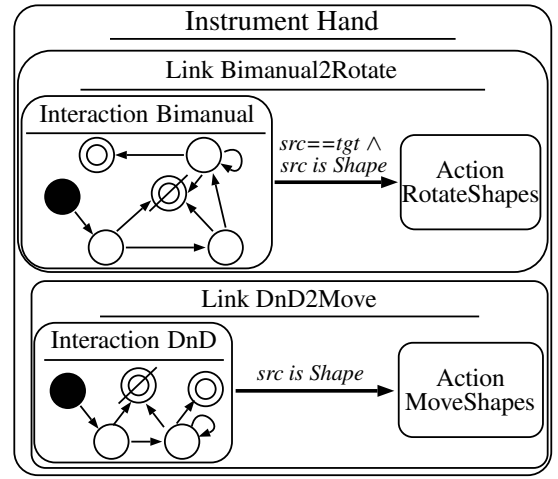 Instrument Hand
Link Bimanual2Rotate
Interaction Bimanual
src==tgt ∧
src is Shape
Action
RotateShapes
Link DnD2Move
Interaction DnD
src is Shape
Action
MoveShapes